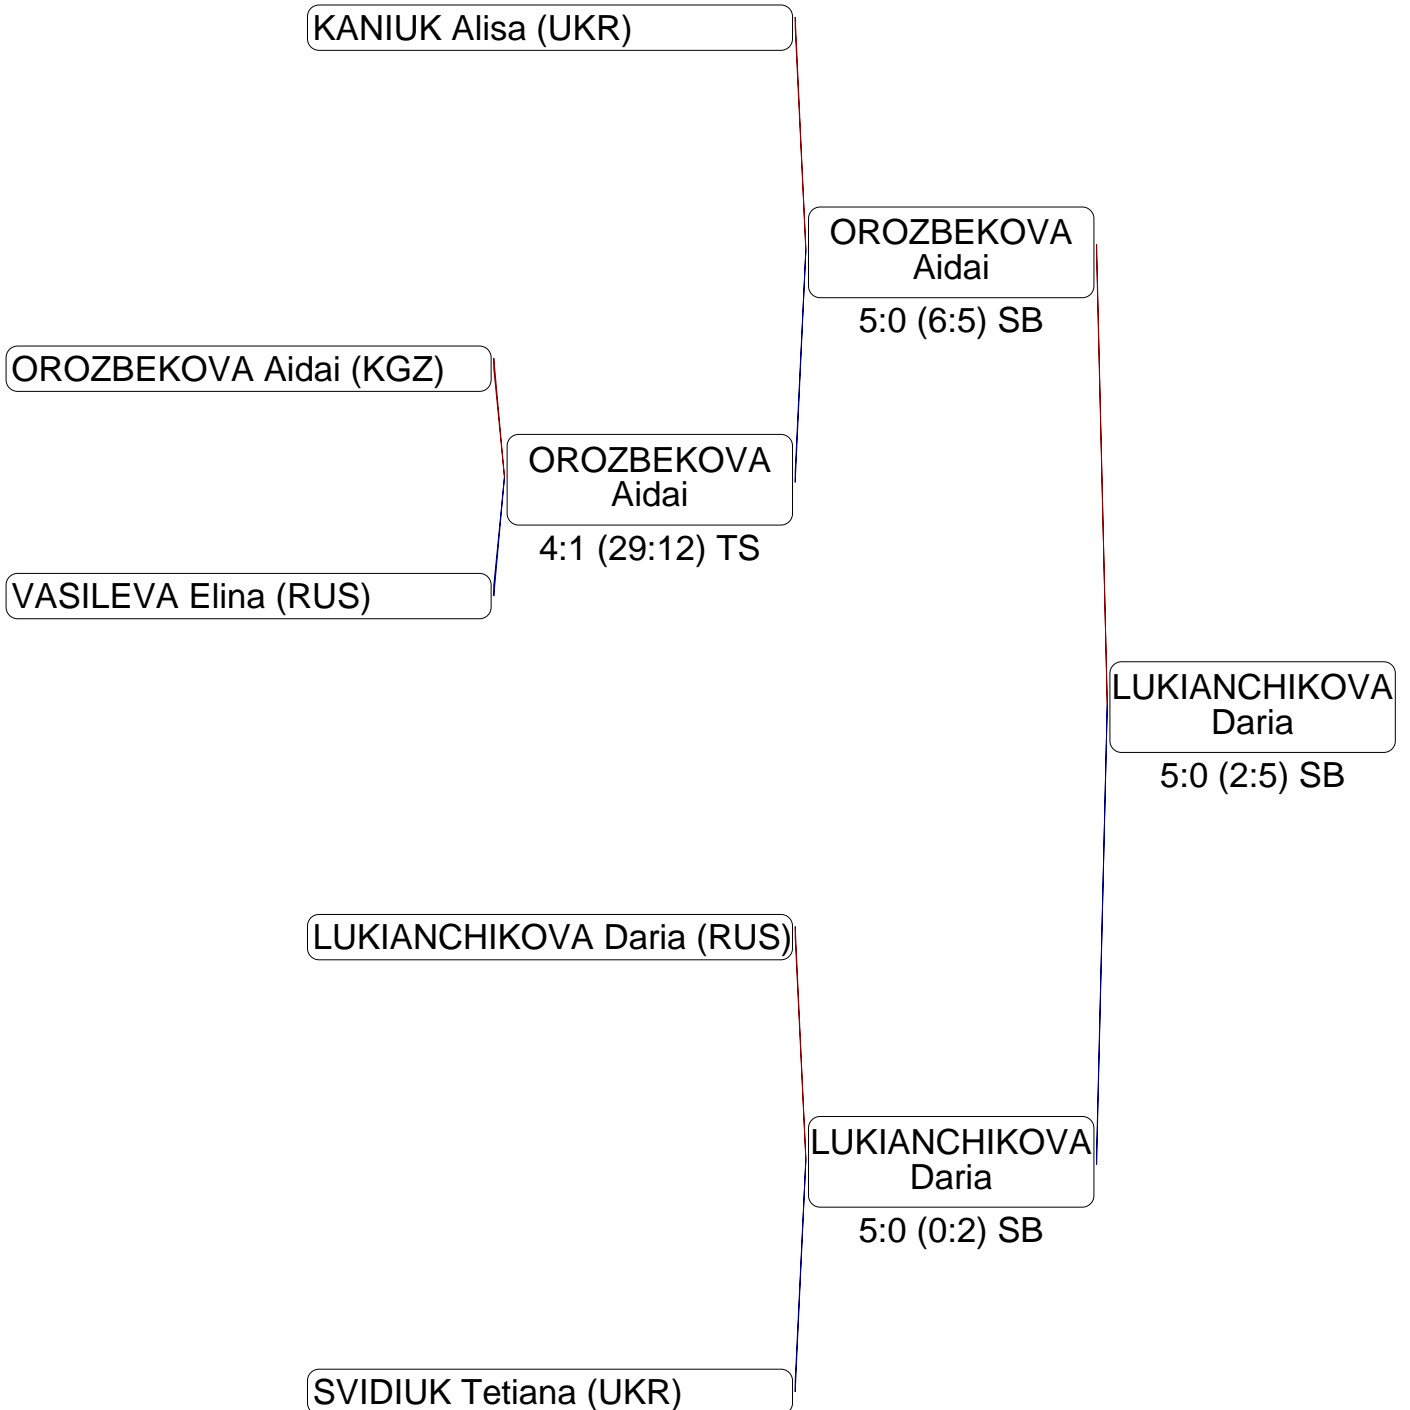 KANIUK Alisa (UKR)
OROZBEKOVA
Aidai
5:0 (6:5) SB
OROZBEKOVA Aidai (KGZ)
OROZBEKOVA
Aidai
4:1 (29:12) TS
VASILEVA Elina (RUS)
LUKIANCHIKOVA
Daria
5:0 (2:5) SB
LUKIANCHIKOVA Daria (RUS)
LUKIANCHIKOVA
Daria
5:0 (0:2) SB
SVIDIUK Tetiana (UKR)